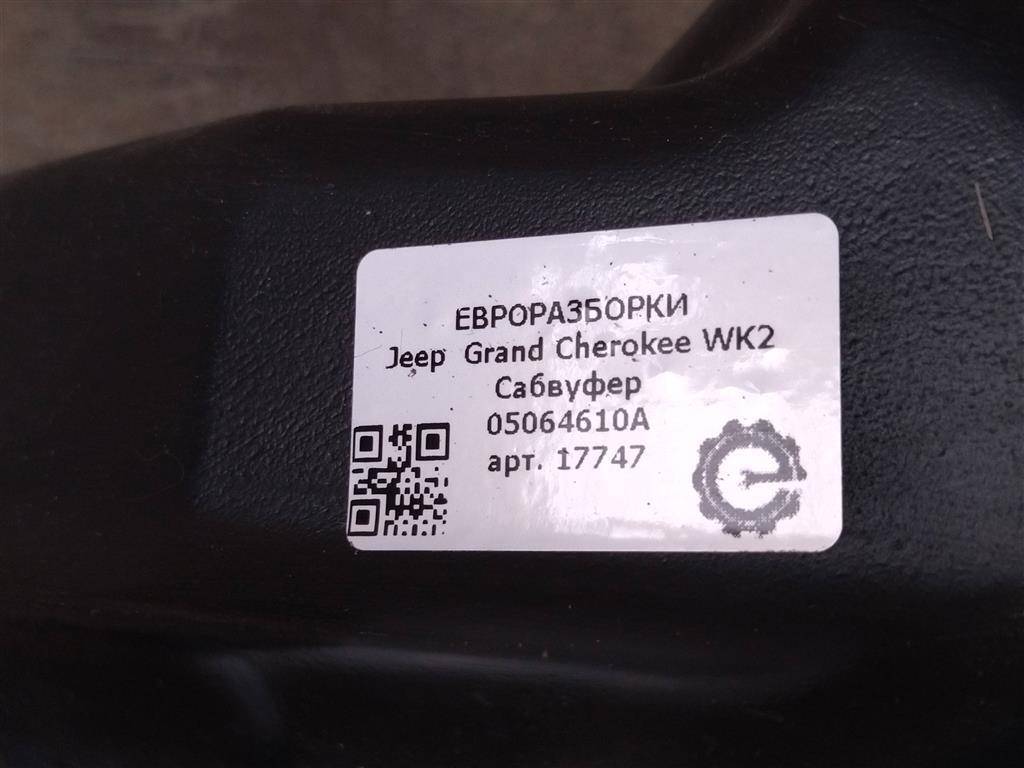 ЕВРОРАЗБОРКИ
Jeep Grand Cherokee WK2
Сабвуфер
05064610A
арт. 17747